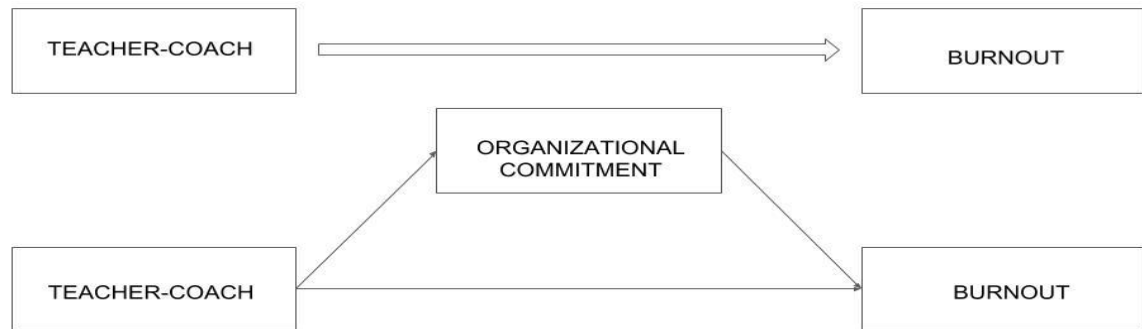 TEACHER-COACH
BURNOUT
ORGANIZATIONAL
COMMITMENT
TEACHER-COACH
BURNOUT